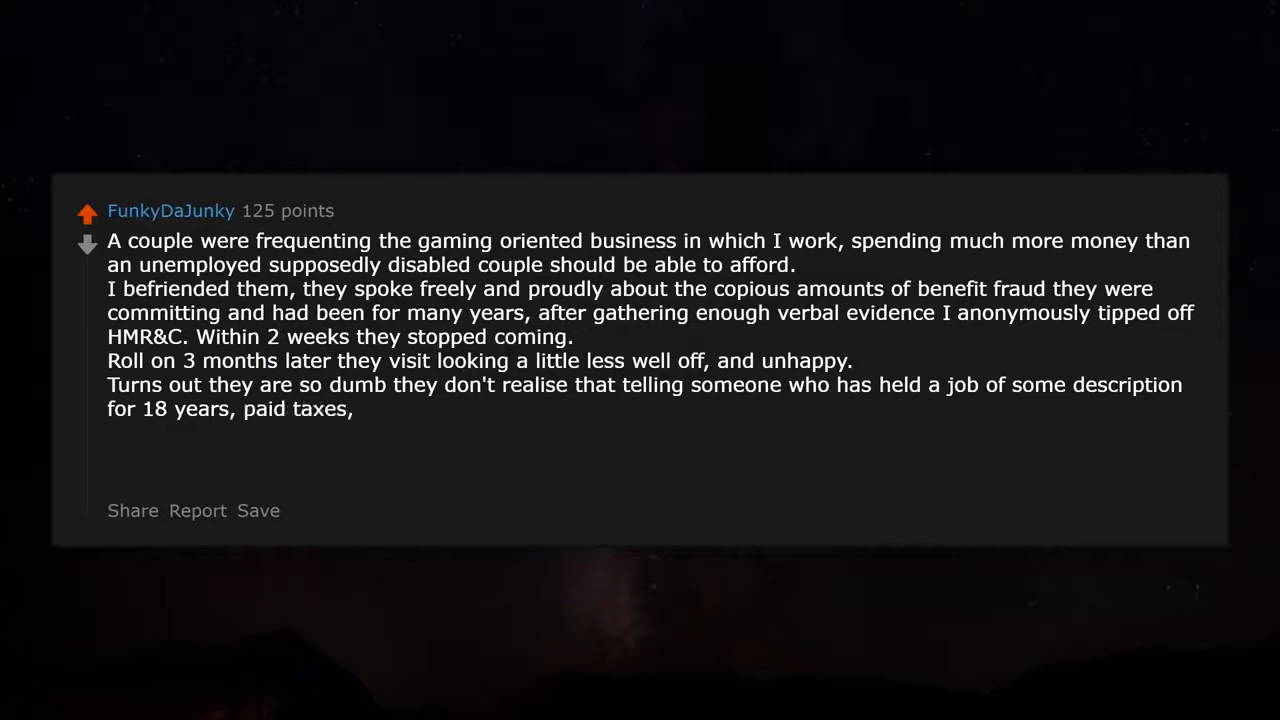 FunkyDaJunky 125 points
A couple were frequenting the gaming oriented business in which I work, spending much more money than
an unemployed supposedly disabled couple should be able to afford.
I befriended them, they spoke freely and proudly about the copious amounts of benefit fraud they were
committing and had been for many years, after gathering enough verbal evidence I anonymously tipped off
HMR&C. Within 2 weeks they stopped coming.
Roll on 3 months later they visit looking a little less well off, and unhappy.
Turns out they are so dumb they don't realise that telling someone who has held a job of some description
for 18 years, paid taxes,
Share Report Save